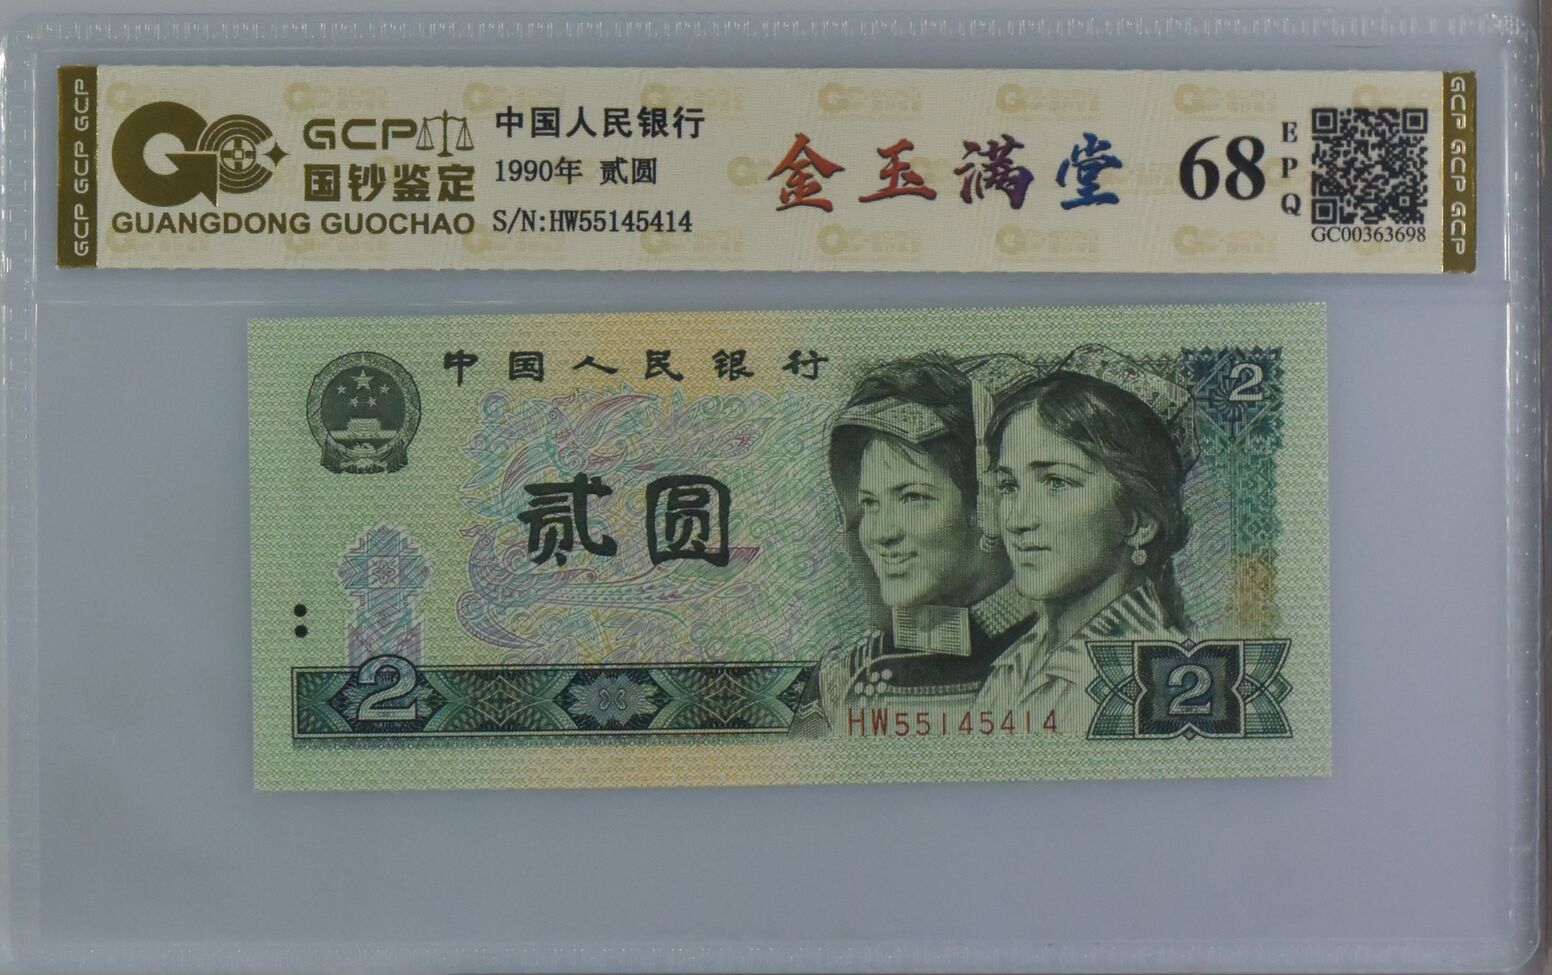 GCP GCP GCP
GCP
国钞鉴定
GUANGDONG GUOCHAO
中国人民银行
1990年 贰圆
S/N:HW55145414
金玉满堂
68
EPQ
GC00363698
GCP GCP GCP
中国人民银行
2
贰圆
2
2
HW55145414